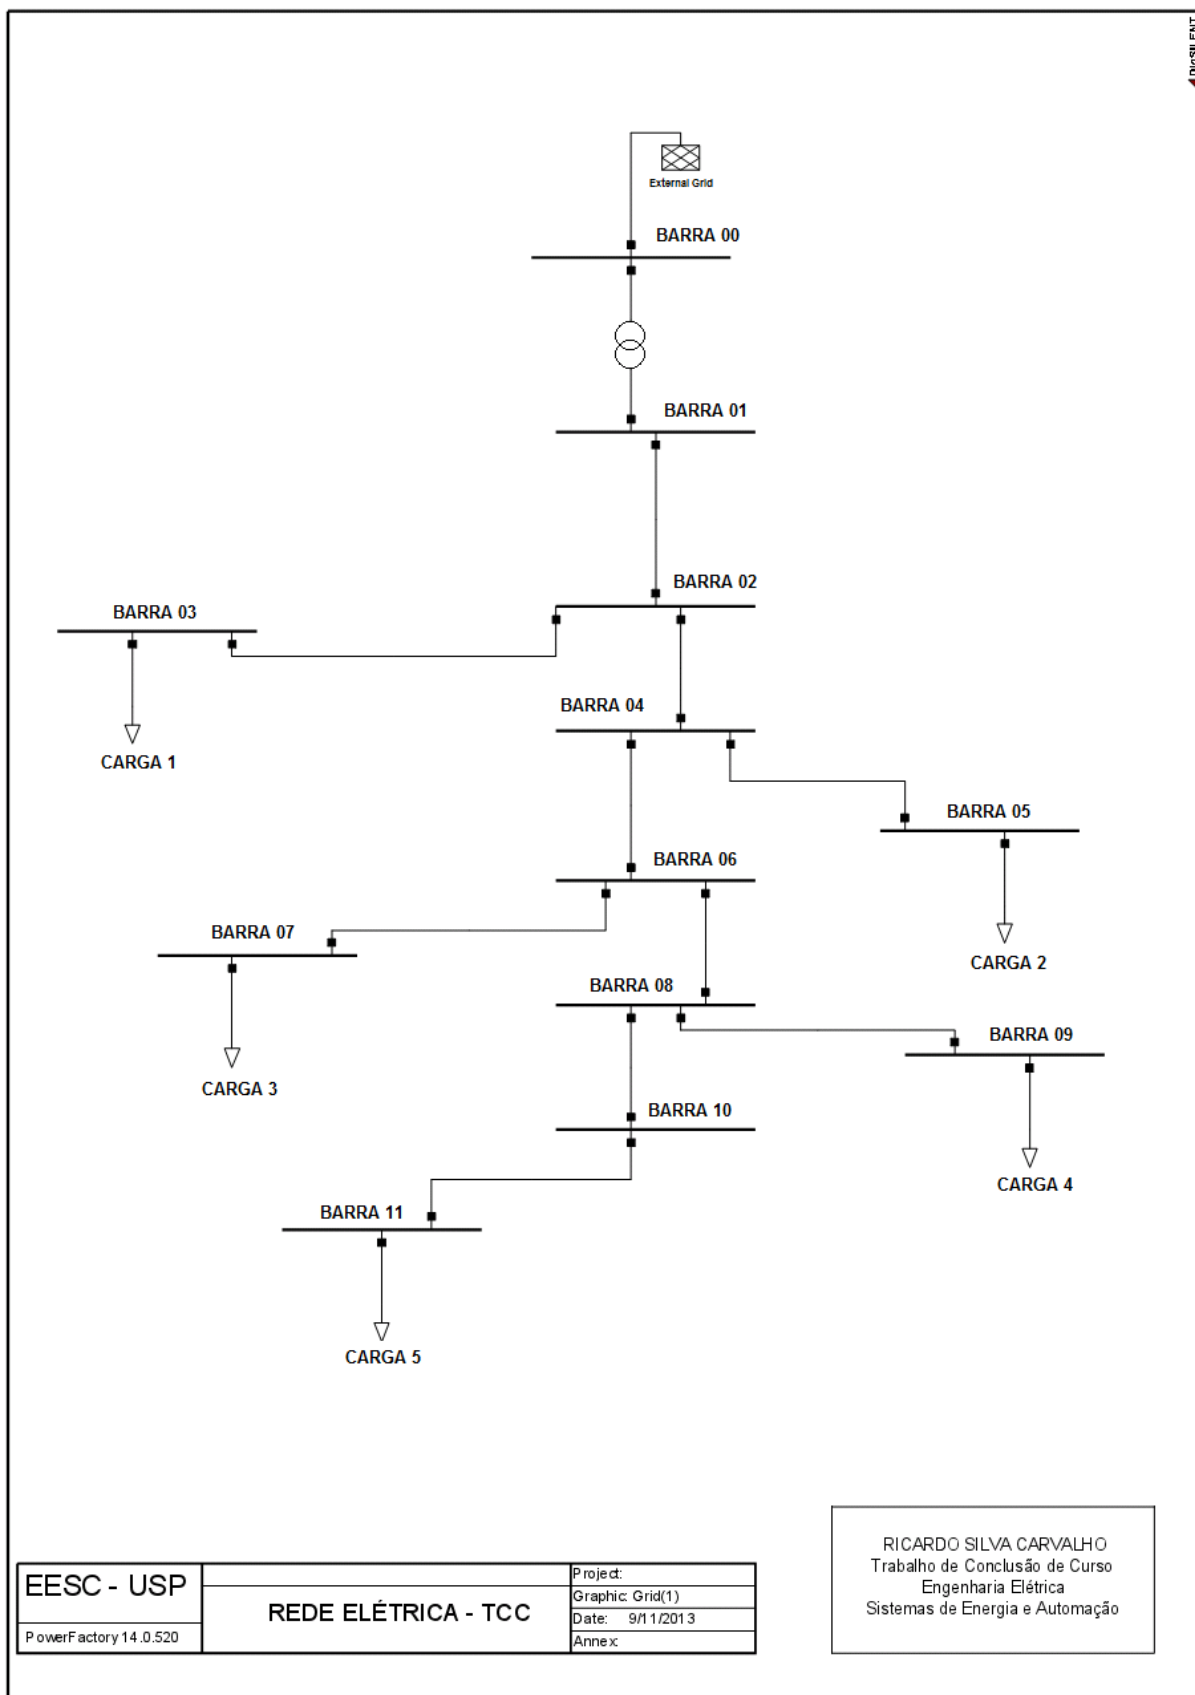 DIgSILENT
External Grid
BARRA 00
BARRA 01
BARRA 02
BARRA 03
CARGA 1
BARRA 04
BARRA 05
BARRA 06
CARGA 2
BARRA 07
BARRA 08
BARRA 09
CARGA 3
BARRA 10
CARGA 4
BARRA 11
CARGA 5
RICARDO SILVA CARVALHO
Trabalho de Conclusão de Curso
Engenharia Elétrica
Sistemas de Energia e Automação
EESC - USP
PowerFactory 14.0.520
REDE ELÉTRICA - TCC
Project:
Graphic: Grid(1)
Date: 9/11/2013
Annex: